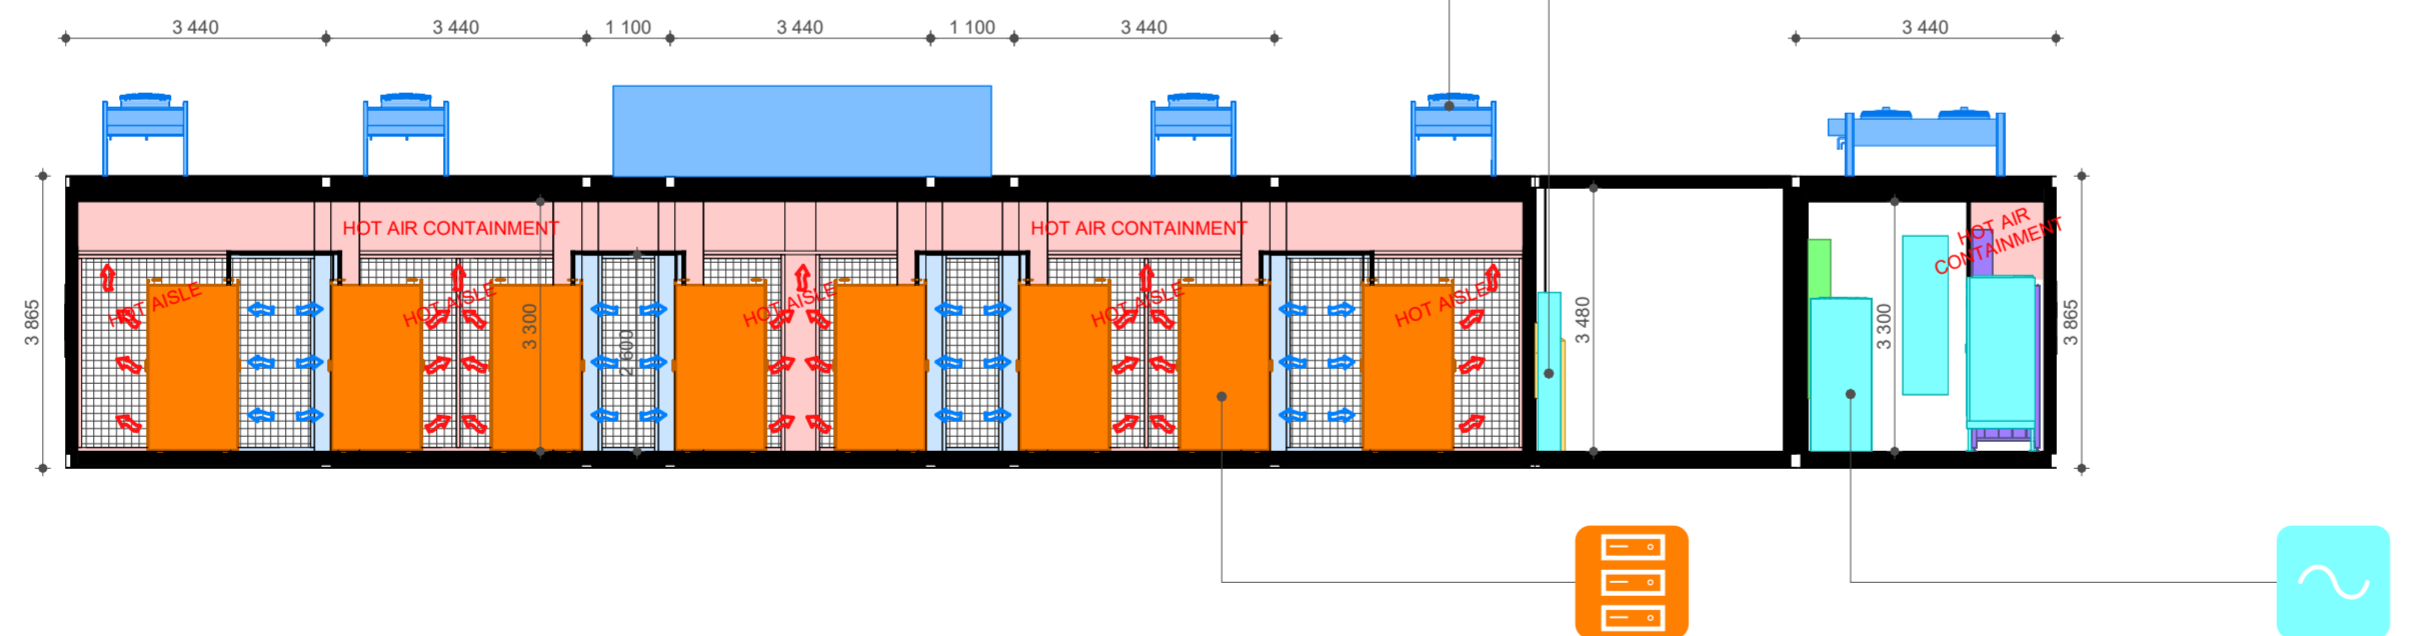 3 440
3 440
1 100
3 440
1 100
3 440
3 440
HOT AIR CONTAINMENT
HOT AIR CONTAINMENT
HOT AIR
CONTAINMENT
HOT AISLE
HOT AISLE
HOT AISLE
HOT AISLE
HOT AISLE
3 865
3 300
2 600
3 480
3 300
3 865